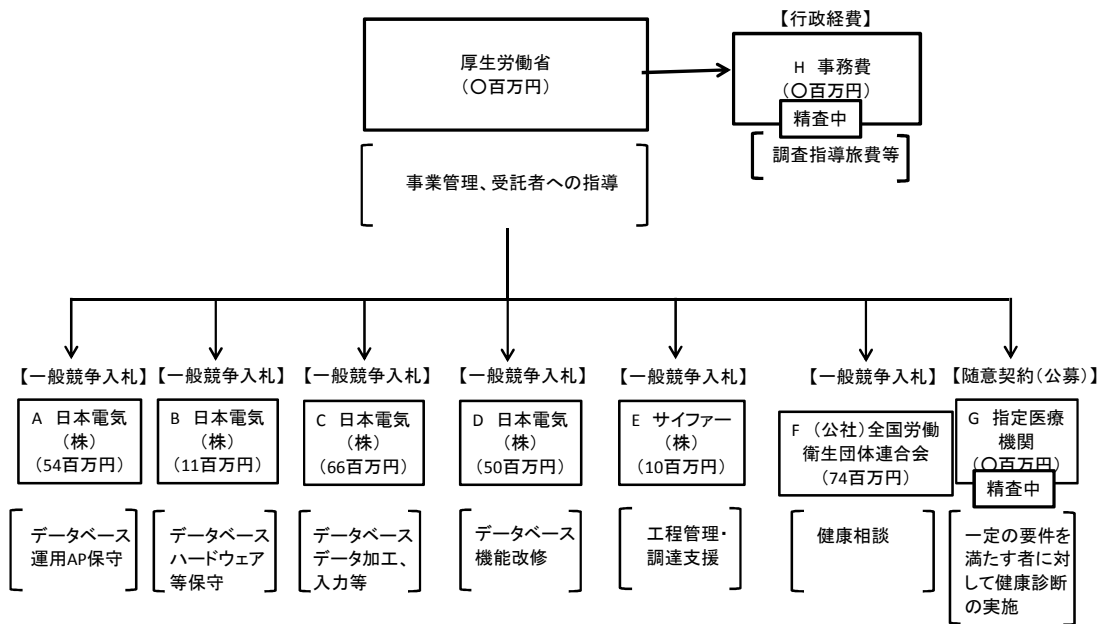 【行政経費】
厚生労働省
（〇百万円）
H 事務費
（〇百万円）
精査中
調査指導旅費等
事業管理、受託者への指導
【一般競争入札】
【一般競争入札】
【一般競争入札】
【一般競争入札】
【一般競争入札】
【一般競争入札】
【随意契約（公募）】
A 日本電気
（株）
（54百万円）
B 日本電気
（株）
（11百万円）
C 日本電気
（株）
（66百万円）
D 日本電気
（株）
（50百万円）
E サイファー
（株）
（10百万円）
F （公社）全国労働
衛生団体連合会
（74百万円）
G 指定医療
機関
（〇百万円）
精査中
データベース
運用AP保守
データベース
ハードウェア
等保守
データベース
データ加工、
入力等
データベース
機能改修
工程管理・
調達支援
健康相談
一定の要件を
満たす者に対
して健康診断
の実施